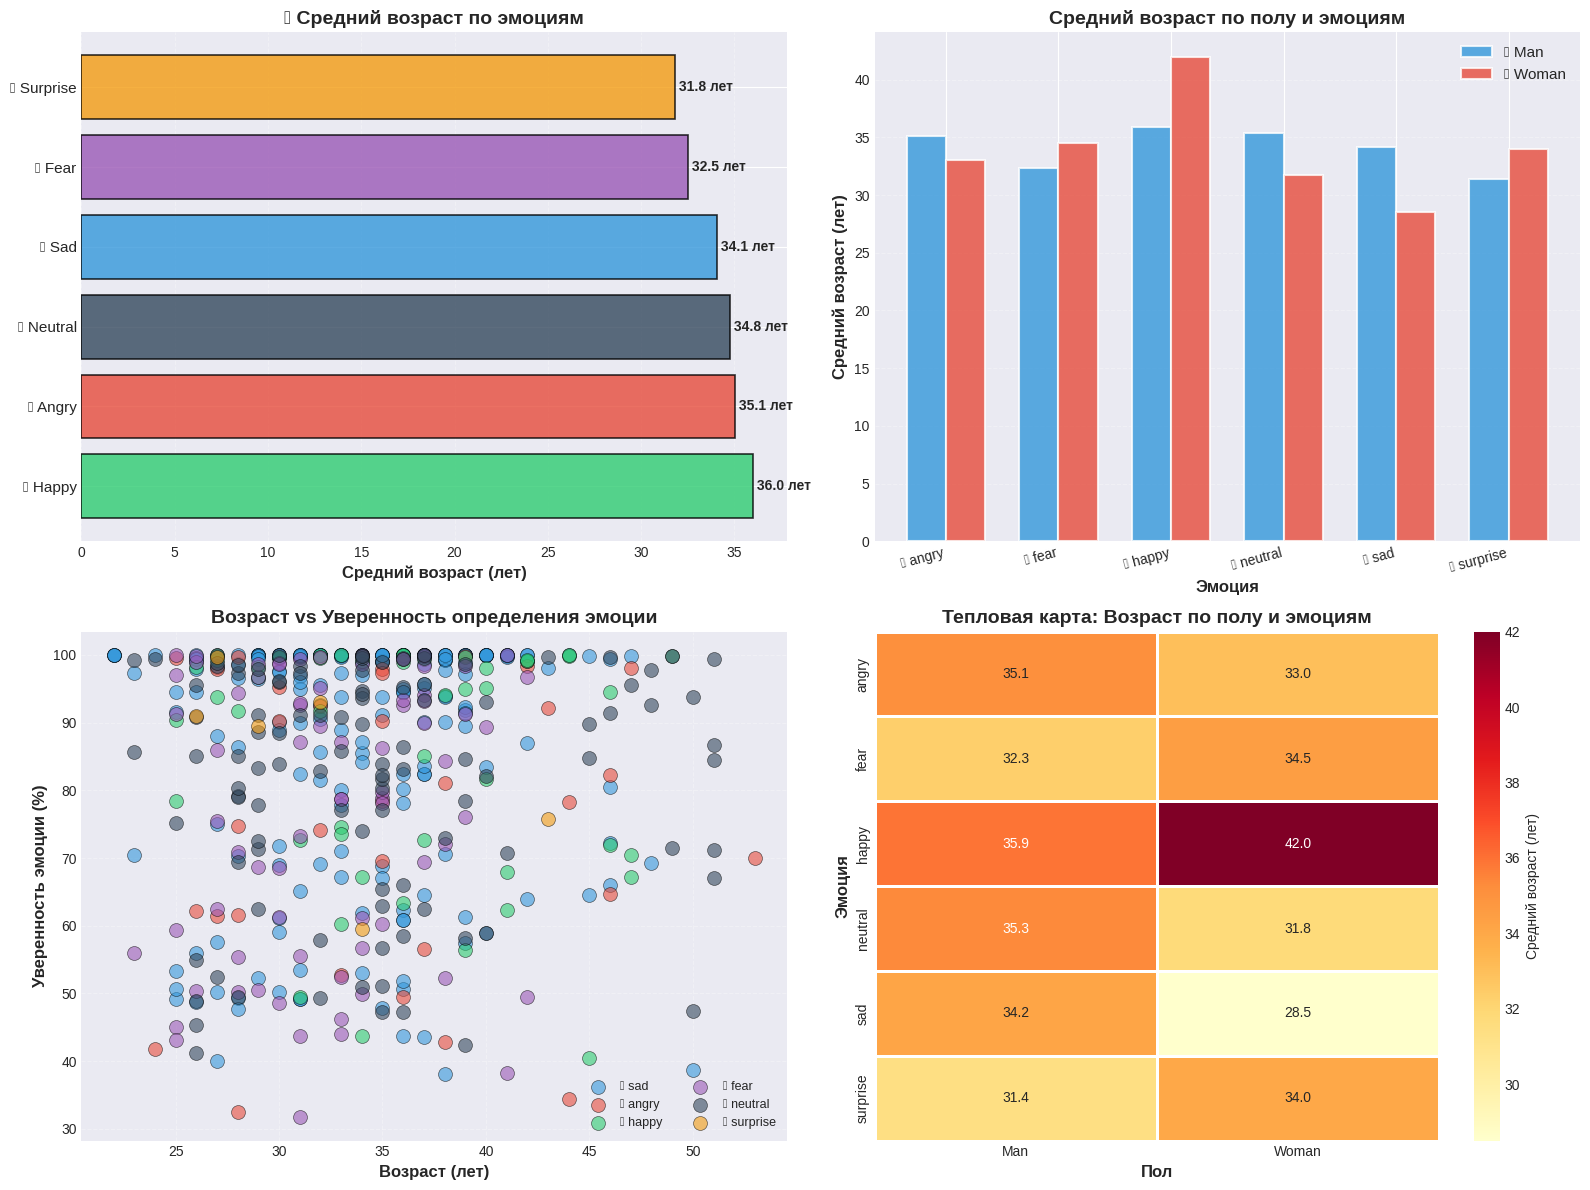 ▯ Средний возраст по эмоциям
▯ Surprise
31.8 лет
▯ Fear
32.5 лет
▯ Sad
34.1 лет
▯ Neutral
34.8 лет
▯ Angry
35.1 лет
▯ Happy
36.0 лет
0 5 10 15 20 25 30 35
Средний возраст (лет)
Средний возраст по полу и эмоциям
▯ Man
▯ Woman
Средний возраст (лет)
40
35
30
25
20
15
10
5
0
▯ angry ▯ fear ▯ happy ▯ neutral ▯ sad ▯ surprise
Эмоция
Возраст vs Уверенность определения эмоции
Уверенность эмоции (%)
100
90
80
70
60
50
40
30
▯ sad ▯ fear
▯ angry ▯ neutral
▯ happy ▯ surprise
25 30 35 40 45 50
Возраст (лет)
Тепловая карта: Возраст по полу и эмоциям
Эмоция
angry 35.1 33.0
fear 32.3 34.5
happy 35.9 42.0
neutral 35.3 31.8
sad 34.2 28.5
surprise 31.4 34.0
Man Woman
Пол
42
40
38
36
34
32
30
Средний возраст (лет)